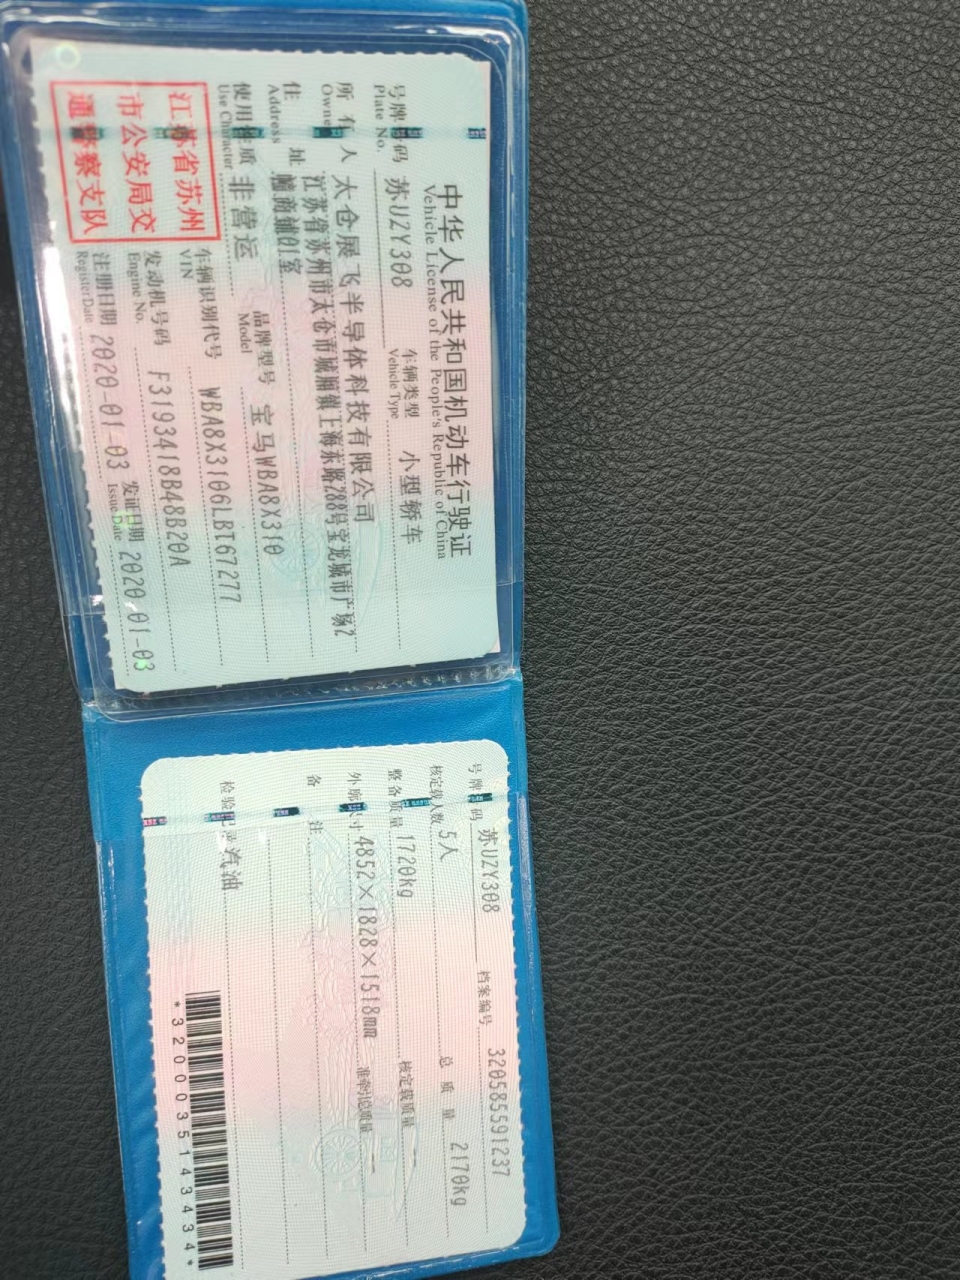 中华人民共和国机动车行驶证
Vehicle License of the People's Republic of China
号牌号码 苏U2Y308 车辆类型 小型轿车
Plate No. Vehicle Type
所有人 太仓展飞半导体科技有限公司
Owner
住址 江苏省苏州市太仓市城厢镇上海东路288号宝龙城市广场2
Address
幢商铺01室
使用性质 非营运 品牌型号 宝马WBA8X310
Use Character Model
江苏省苏州
市公安局交
通警察支队
车辆识别代号 WBA8X3106LBT67277
VIN
发动机号码 F3193418B48B20A
Engine No.
注册日期 2020-01-03 发证日期 2020-01-03
Register Date Issue Date
号牌号码 苏U2Y308 档案编号 320585591237
核定载人数 5人 总质量 2170kg
整备质量 1720kg 核定载质量
外廓尺寸 4852×1828×1518mm 准牵引总质量
备注
检验记录 汽油
*3200035143434*